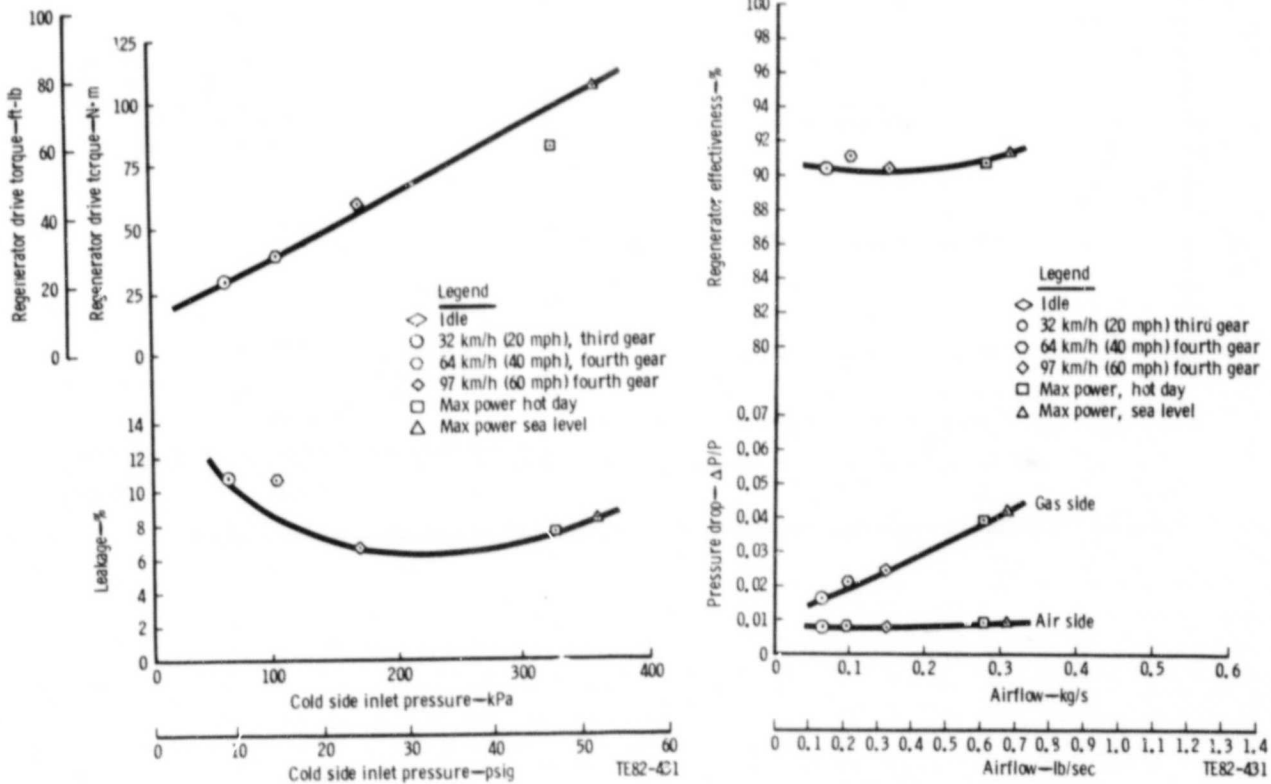 Regenerator drive torque—ft-lb
100
80
60
40
20
0
Regenerator drive torque—N·m
125
100
75
50
25
0
Legend
Idle
32 km/h (20 mph), third gear
64 km/h (40 mph), fourth gear
97 km/h (60 mph) fourth gear
Max power hot day
Max power sea level
Leakage—%
14
12
10
8
6
4
2
0
0 100 200 300 400
Cold side inlet pressure—kPa
0 10 20 30 40 50 60
Cold side inlet pressure—psig
TE82-431
Regenerator effectiveness—%
100
98
96
94
92
90
88
86
84
82
80
Legend
Idle
32 km/h (20 mph) third gear
64 km/h (40 mph) fourth gear
97 km/h (60 mph) fourth gear
Max power, hot day
Max power, sea level
Pressure drop—ΔP/P
0.07
0.06
0.05
0.04
0.03
0.02
0.01
0
Gas side
Air side
0 0.1 0.2 0.3 0.4 0.5 0.6
Airflow—kg/s
0 0.1 0.2 0.3 0.4 0.5 0.6 0.7 0.8 0.9 1.0 1.1 1.2 1.3 1.4
Airflow—lb/sec
TE82-431